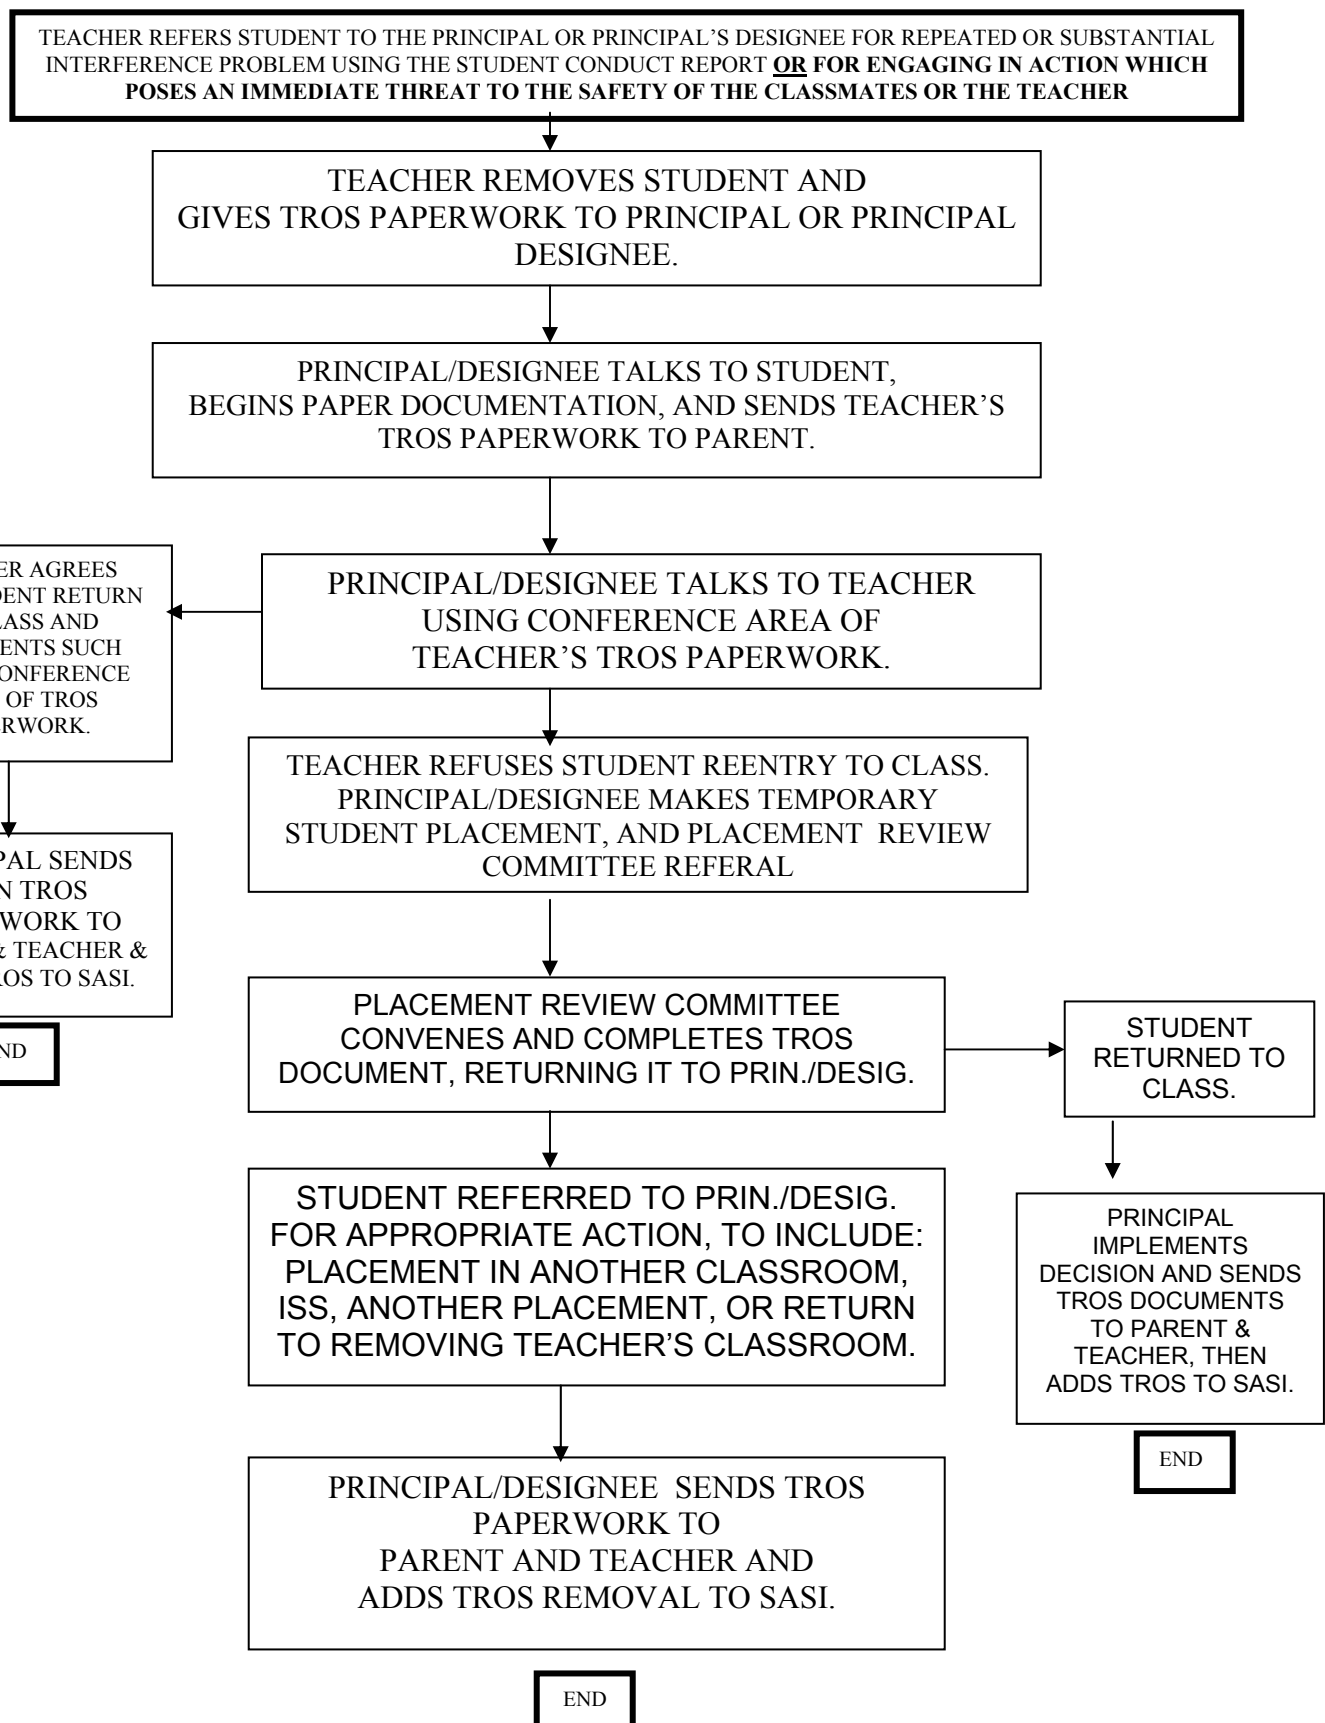 TEACHER REFERS STUDENT TO THE PRINCIPAL OR PRINCIPAL’S DESIGNEE FOR REPEATED OR SUBSTANTIAL
INTERFERENCE PROBLEM USING THE STUDENT CONDUCT REPORT OR FOR ENGAGING IN ACTION WHICH
POSES AN IMMEDIATE THREAT TO THE SAFETY OF THE CLASSMATES OR THE TEACHER
TEACHER REMOVES STUDENT AND
GIVES TROS PAPERWORK TO PRINCIPAL OR PRINCIPAL
DESIGNEE.
PRINCIPAL/DESIGNEE TALKS TO STUDENT,
BEGINS PAPER DOCUMENTATION, AND SENDS TEACHER’S
TROS PAPERWORK TO PARENT.
PRINCIPAL/DESIGNEE TALKS TO TEACHER
USING CONFERENCE AREA OF
TEACHER’S TROS PAPERWORK.
AGREES
RETURN
AND
SUCH
OF TROS
TEACHER REFUSES STUDENT REENTRY TO CLASS.
PRINCIPAL/DESIGNEE MAKES TEMPORARY
STUDENT PLACEMENT, AND PLACEMENT REVIEW
COMMITTEE REFERAL
SENDS
TROS
TO
& TEACHER &
TO SASI.
PLACEMENT REVIEW COMMITTEE
CONVENES AND COMPLETES TROS
DOCUMENT, RETURNING IT TO PRIN./DESIG.
STUDENT
RETURNED TO
CLASS.
STUDENT REFERRED TO PRIN./DESIG.
FOR APPROPRIATE ACTION, TO INCLUDE:
PLACEMENT IN ANOTHER CLASSROOM,
ISS, ANOTHER PLACEMENT, OR RETURN
TO REMOVING TEACHER’S CLASSROOM.
PRINCIPAL
IMPLEMENTS
DECISION AND SENDS
TROS DOCUMENTS
TO PARENT &
TEACHER, THEN
ADDS TROS TO SASI.
END
PRINCIPAL/DESIGNEE SENDS TROS
PAPERWORK TO
PARENT AND TEACHER AND
ADDS TROS REMOVAL TO SASI.
END